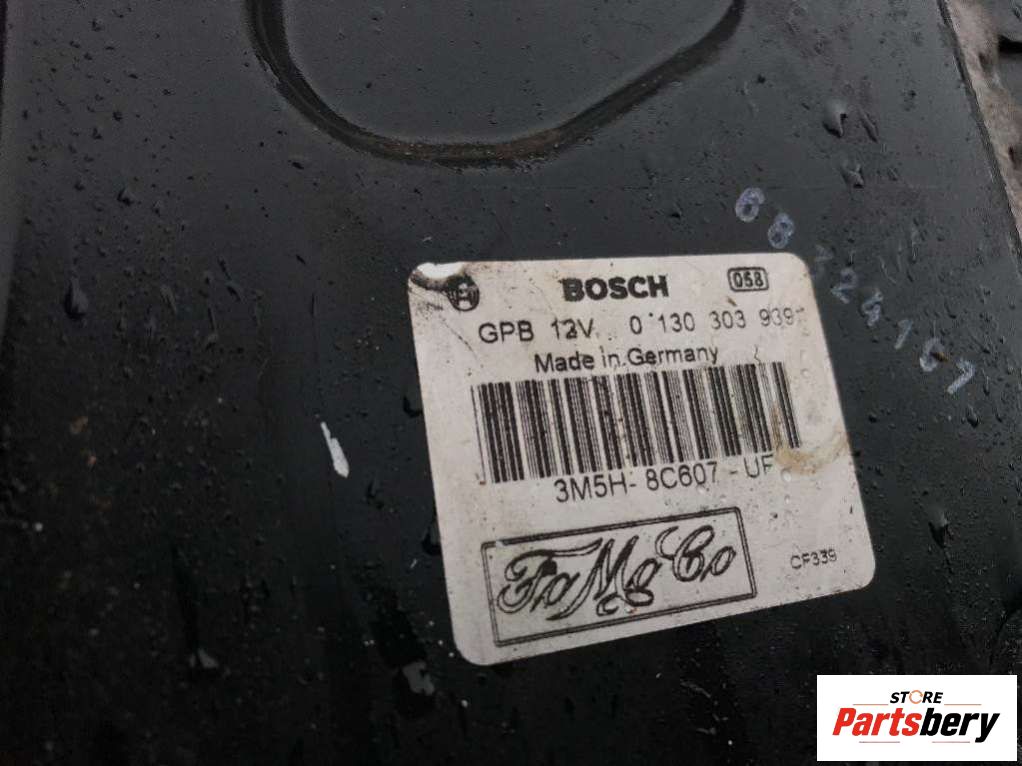 BOSCH 058
GPB 12V 0 130 303 939
Made in Germany
3M5H-8C607-UF
FoMoCo
CF339
STORE
Partsbery